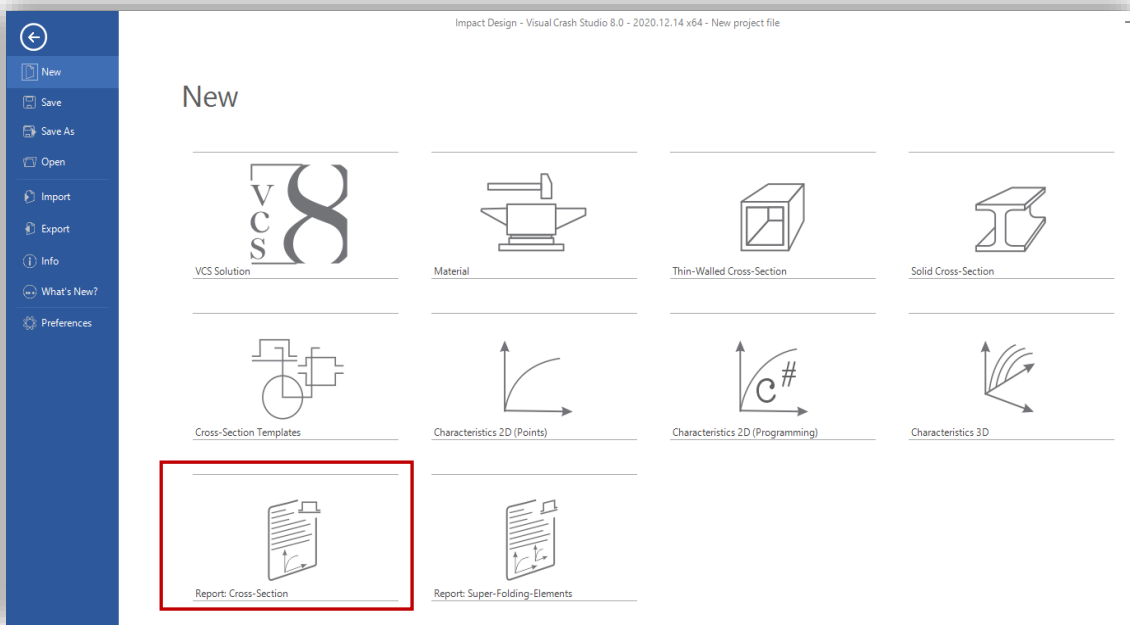 Impact Design - Visual Crash Studio 8.0 - 2020.12.14 x64 - New project file
New
Save
Save As
Open
Import
Export
Info
What's New?
Preferences
New
V
C
S
8
VCS Solution
Material
Thin-Walled Cross-Section
Solid Cross-Section
Cross-Section Templates
Characteristics 2D (Points)
C#
Characteristics 2D (Programming)
Characteristics 3D
Report: Cross-Section
Report: Super-Folding-Elements